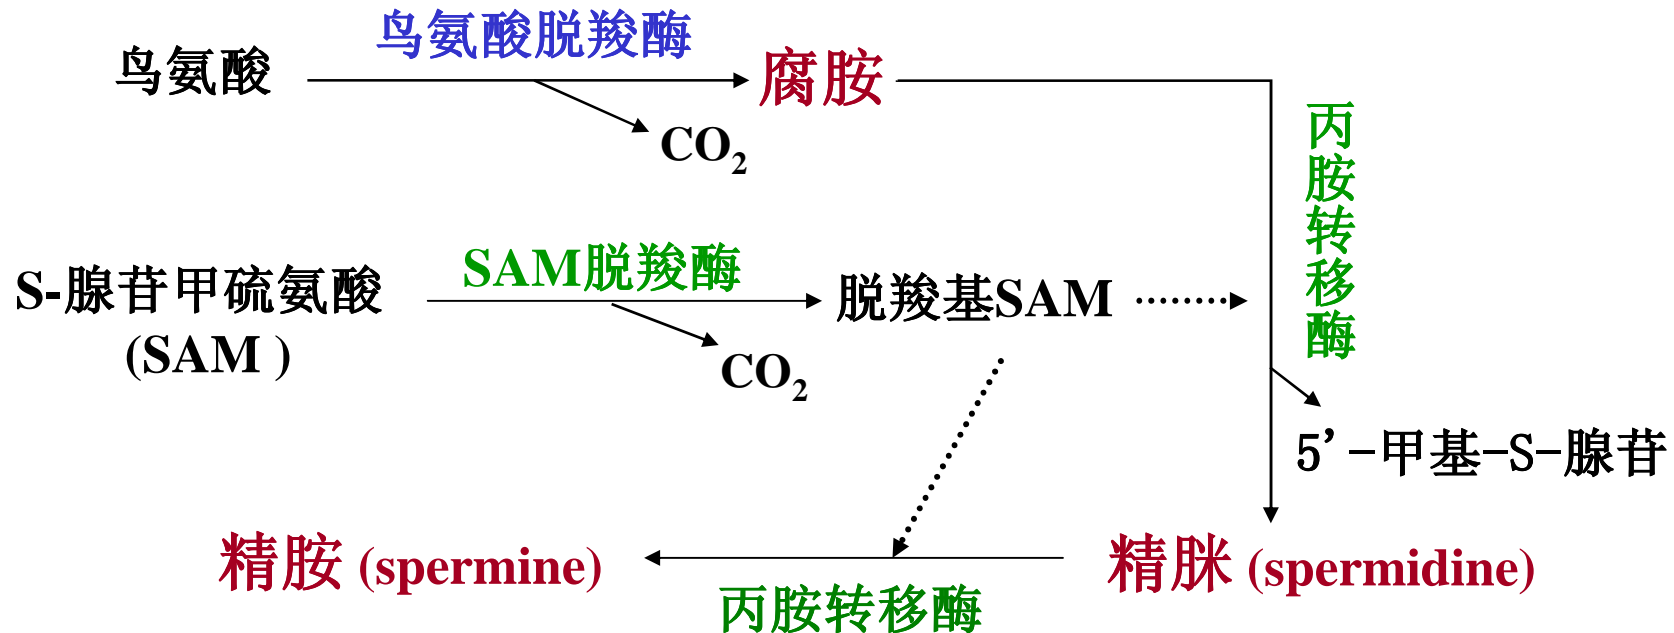 鸟氨酸脱羧酶
鸟氨酸
腐胺
CO₂
丙胺转移酶
SAM脱羧酶
S-腺苷甲硫氨酸
(SAM )
脱羧基SAM
CO₂
5’-甲基-S-腺苷
精胺 (spermine)
精脒 (spermidine)
丙胺转移酶